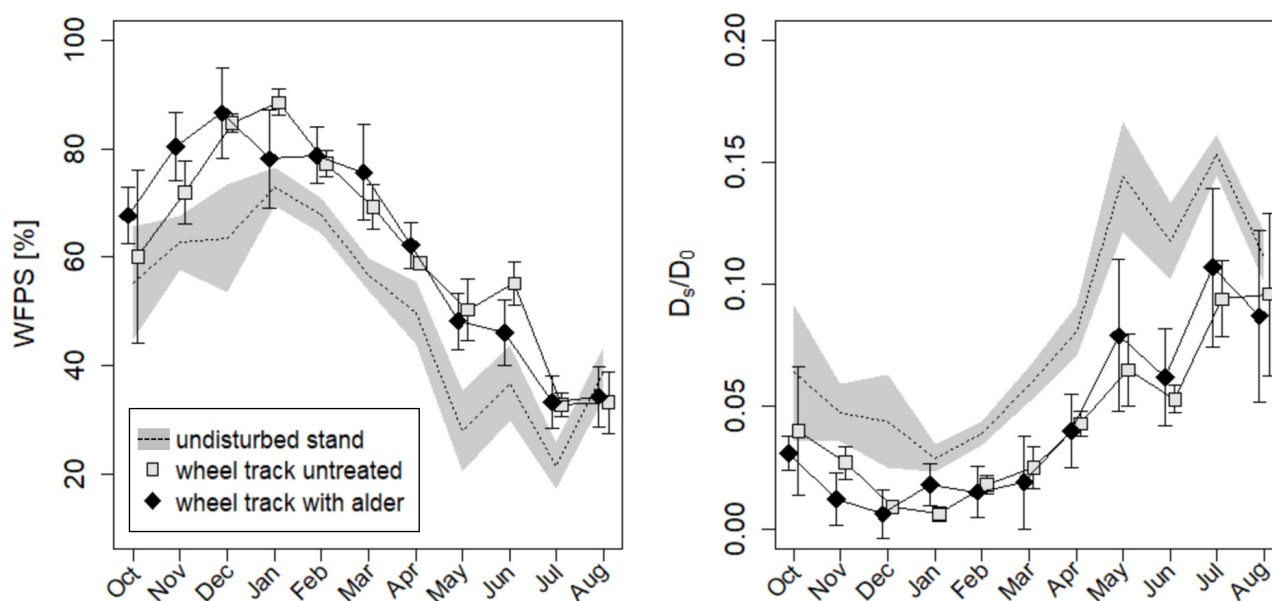 WFPS [%]
100
80
60
40
20
undisturbed stand
wheel track untreated
wheel track with alder
Oct Nov Dec Jan Feb Mar Apr May Jun Jul Aug
Ds/D0
0.20
0.15
0.10
0.05
0.00
Oct Nov Dec Jan Feb Mar Apr May Jun Jul Aug